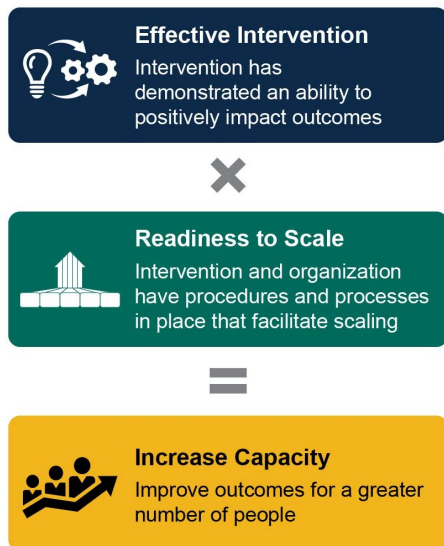 Effective Intervention
Intervention has
demonstrated an ability to
positively impact outcomes
×
Readiness to Scale
Intervention and organization
have procedures and processes
in place that facilitate scaling
=
Increase Capacity
Improve outcomes for a greater
number of people